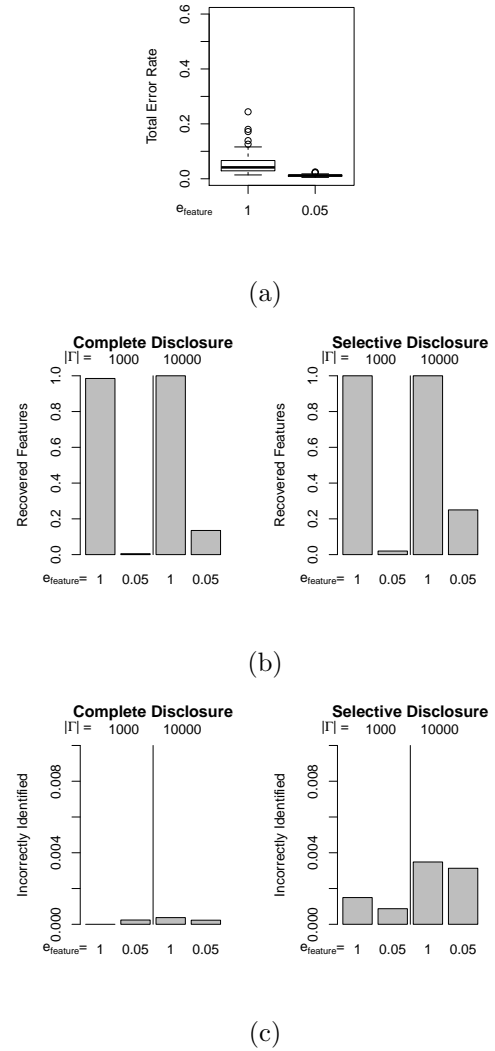 0.6
0.4
0.2
0.0
Total Error Rate
e_feature 1 0.05
(a)
Complete Disclosure
|Γ| = 1000 10000
1.0
0.8
0.6
0.4
0.2
0.0
Recovered Features
e_feature= 1 0.05 1 0.05
Selective Disclosure
|Γ| = 1000 10000
1.0
0.8
0.6
0.4
0.2
0.0
Recovered Features
e_feature= 1 0.05 1 0.05
(b)
Complete Disclosure
|Γ| = 1000 10000
0.008
0.004
0.000
Incorrectly Identified
e_feature= 1 0.05 1 0.05
Selective Disclosure
|Γ| = 1000 10000
0.008
0.004
0.000
Incorrectly Identified
e_feature= 1 0.05 1 0.05
(c)